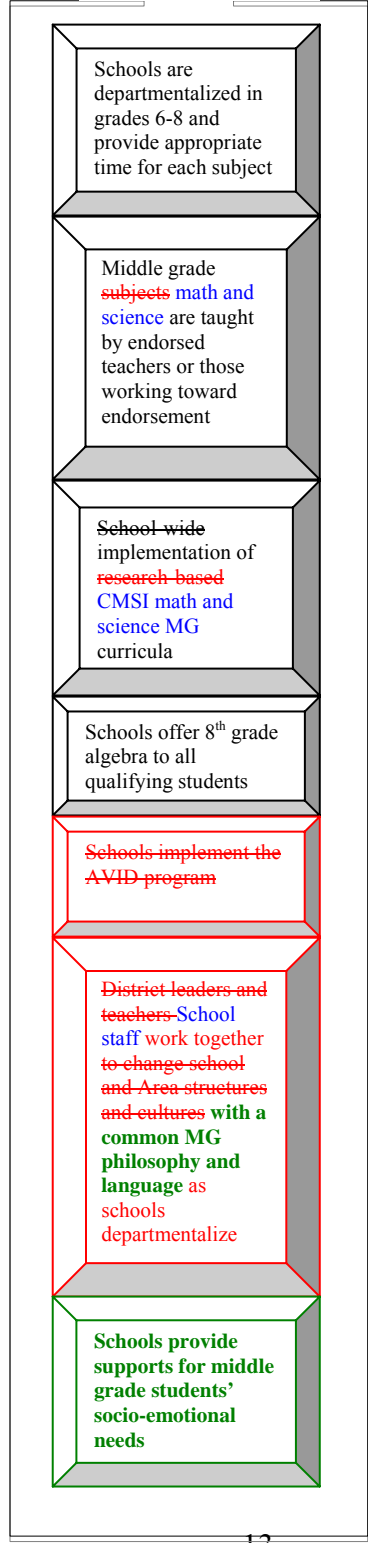 Schools are
departmentalized in
grades 6-8 and
provide appropriate
time for each subject
Middle grade
subjects math and
science are taught
by endorsed
teachers or those
working toward
endorsement
School-wide
implementation of
research-based
CMSI math and
science MG
curricula
Schools offer 8th grade
algebra to all
qualifying students
Schools implement the
AVID program
District leaders and
teachers School
staff work together
to change school
and Area structures
and cultures with a
common MG
philosophy and
language as
schools
departmentalize
Schools provide
supports for middle
grade students’
socio-emotional
needs